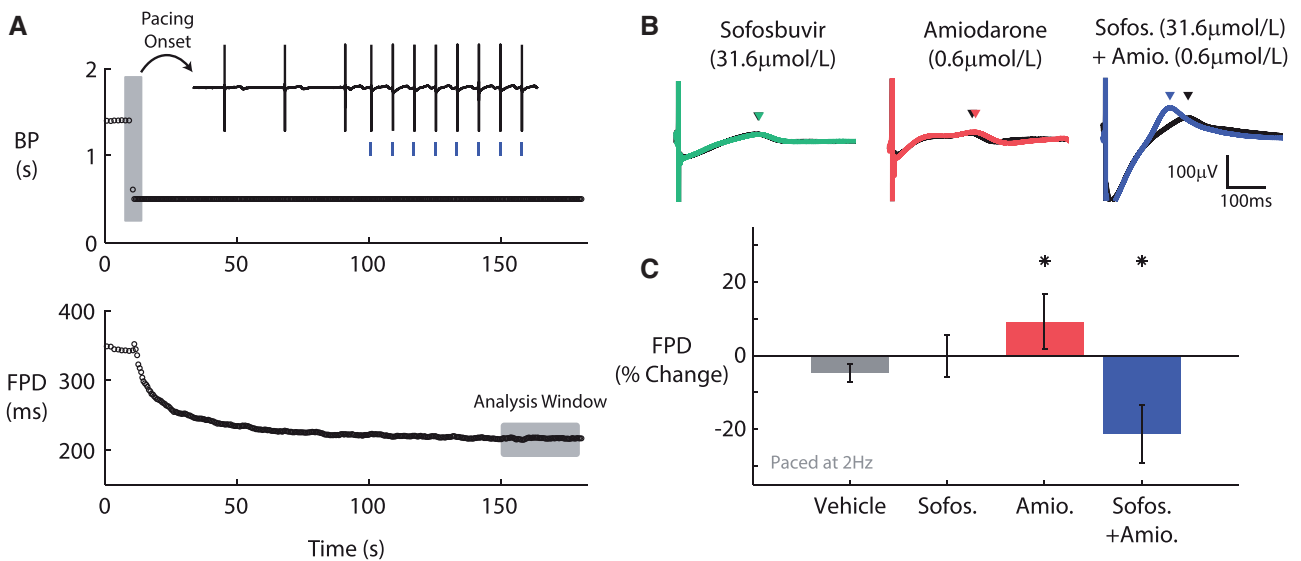 A
Pacing
Onset
2
BP
(s)
1
0
0
50
100
150
400
FPD
(ms)
300
200
Analysis Window
0
50
100
150
Time (s)
B
Sofosbuvir
(31.6μmol/L)
Amiodarone
(0.6μmol/L)
Sofos. (31.6μmol/L)
+ Amio. (0.6μmol/L)
100μV
100ms
C
FPD
(% Change)
20
0
-20
*
*
Paced at 2Hz
Vehicle
Sofos.
Amio.
Sofos.
+Amio.